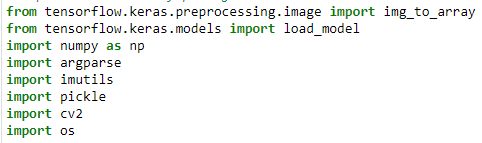 from tensorflow.keras.preprocessing.image import img_to_array
from tensorflow.keras.models import load_model
import numpy as np
import argparse
import imutils
import pickle
import cv2
import os